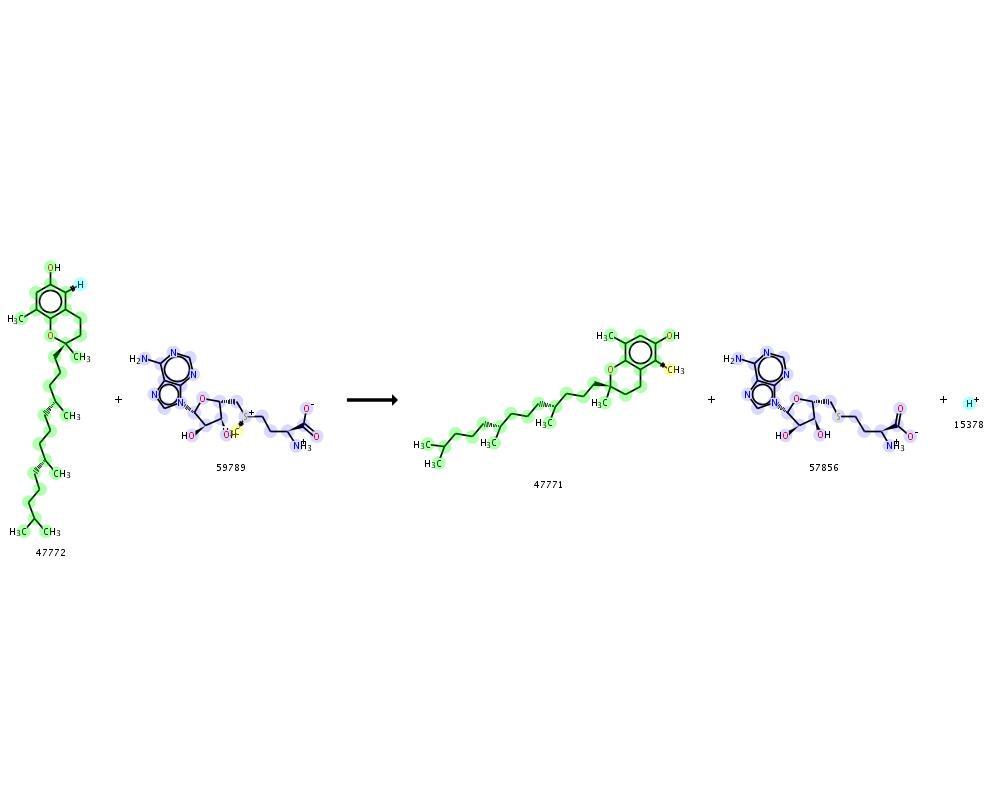 OH
H
H₃C
O
CH₃
CH₃
CH₃
H₃C CH₃
47772
+
H₂N
N
N
N
N
O
HO
OH
S⁺
C
O⁻
O
NH₃⁺
59789
H₃C
OH
O
CH₃
H₃C
H₃C
H₃C
H₃C
H₃C
47771
+
H₂N
N
N
N
N
O
HO
OH
S
O
O⁻
NH₃⁺
57856
+
H⁺
15378